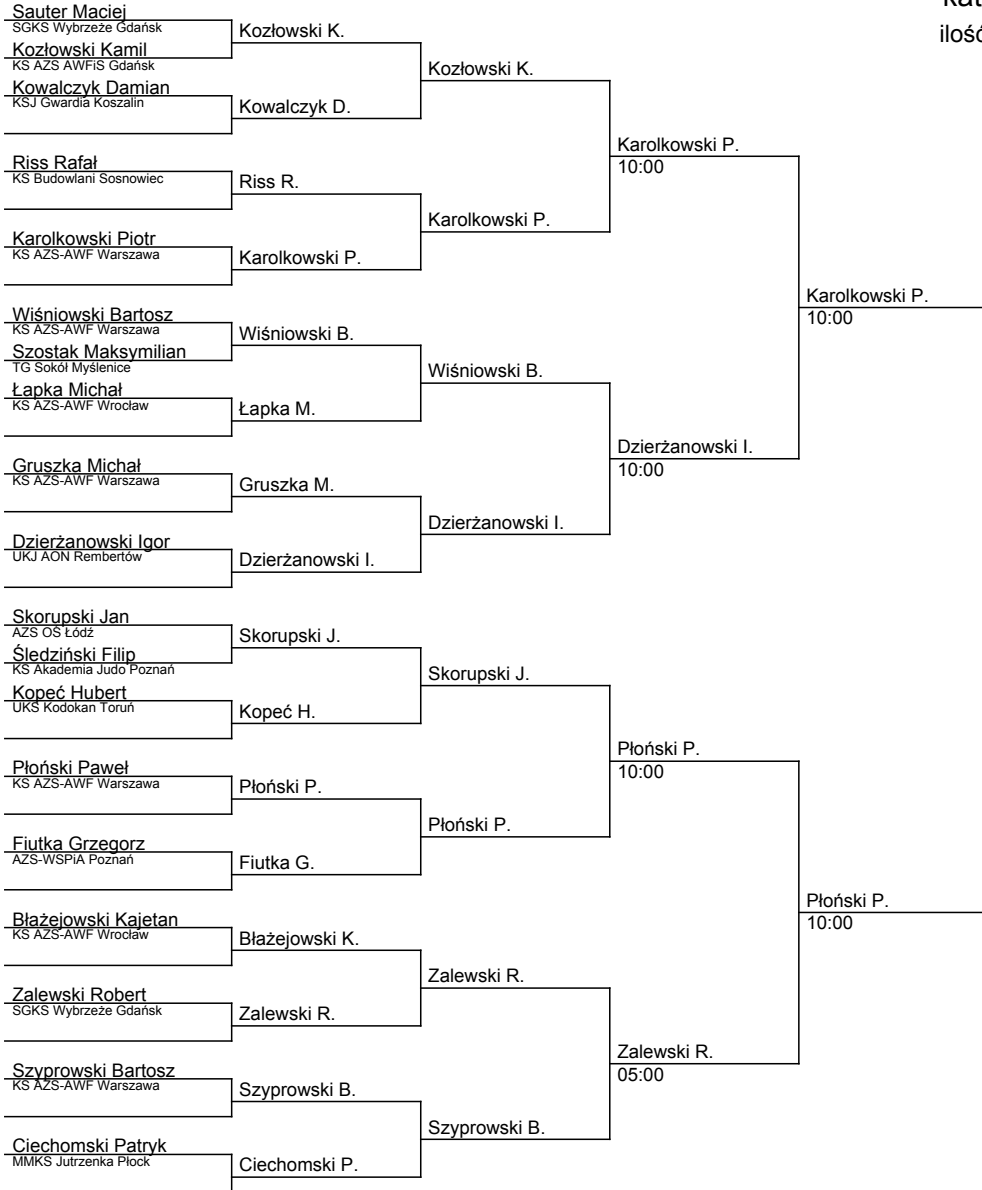 Sauter Maciej
SGKS Wybrzeże Gdańsk
Kozłowski K.
Kozłowski Kamil
KS AZS AWFiS Gdańsk
Kozłowski K.
Kowalczyk Damian
KSJ Gwardia Koszalin
Kowalczyk D.
Karolkowski P.
10:00
Riss Rafał
KS Budowlani Sosnowiec
Riss R.
Karolkowski P.
Karolkowski Piotr
KS AZS-AWF Warszawa
Karolkowski P.
Karolkowski P.
10:00
Wiśniowski Bartosz
KS AZS-AWF Warszawa
Wiśniowski B.
Szostak Maksymilian
TG Sokół Myślenice
Wiśniowski B.
Łapka Michał
KS AZS-AWF Wrocław
Łapka M.
Dzierżanowski I.
10:00
Gruszka Michał
KS AZS-AWF Warszawa
Gruszka M.
Dzierżanowski I.
Dzierżanowski Igor
UKJ AON Rembertów
Dzierżanowski I.
Skorupski Jan
AZS OŚ Łódź
Skorupski J.
Śledziński Filip
KS Akademia Judo Poznań
Skorupski J.
Kopeć Hubert
UKS Kodokan Toruń
Kopeć H.
Płoński P.
10:00
Płoński Paweł
KS AZS-AWF Warszawa
Płoński P.
Płoński P.
Fiutka Grzegorz
AZS-WSPiA Poznań
Fiutka G.
Płoński P.
10:00
Błażejowski Kajetan
KS AZS-AWF Wrocław
Błażejowski K.
Zalewski R.
Zalewski Robert
SGKS Wybrzeże Gdańsk
Zalewski R.
Zalewski R.
05:00
Szyprowski Bartosz
KS AZS-AWF Warszawa
Szyprowski B.
Szyprowski B.
Ciechomski Patryk
MMKS Jutrzenka Płock
Ciechomski P.